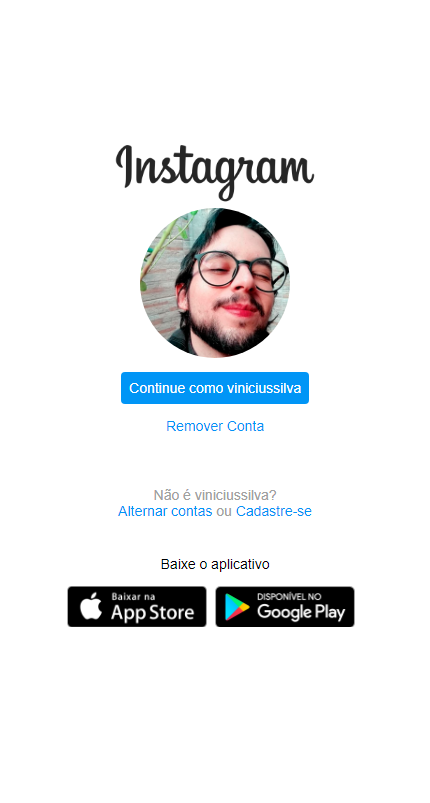 Instagram
Continue como viniciussilva
Remover Conta
Não é viniciussilva?
Alternar contas ou Cadastre-se
Baixe o aplicativo
Baixar na
App Store
DISPONÍVEL NO
Google Play